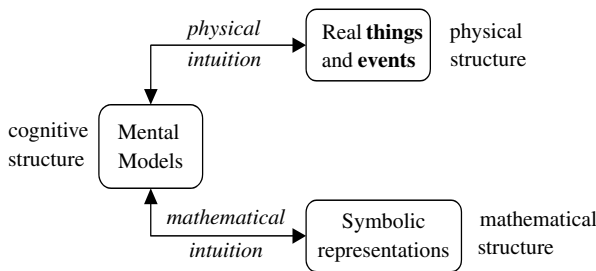 physical
intuition
Real things
and events
physical
structure
cognitive
structure
Mental
Models
mathematical
intuition
Symbolic
representations
mathematical
structure